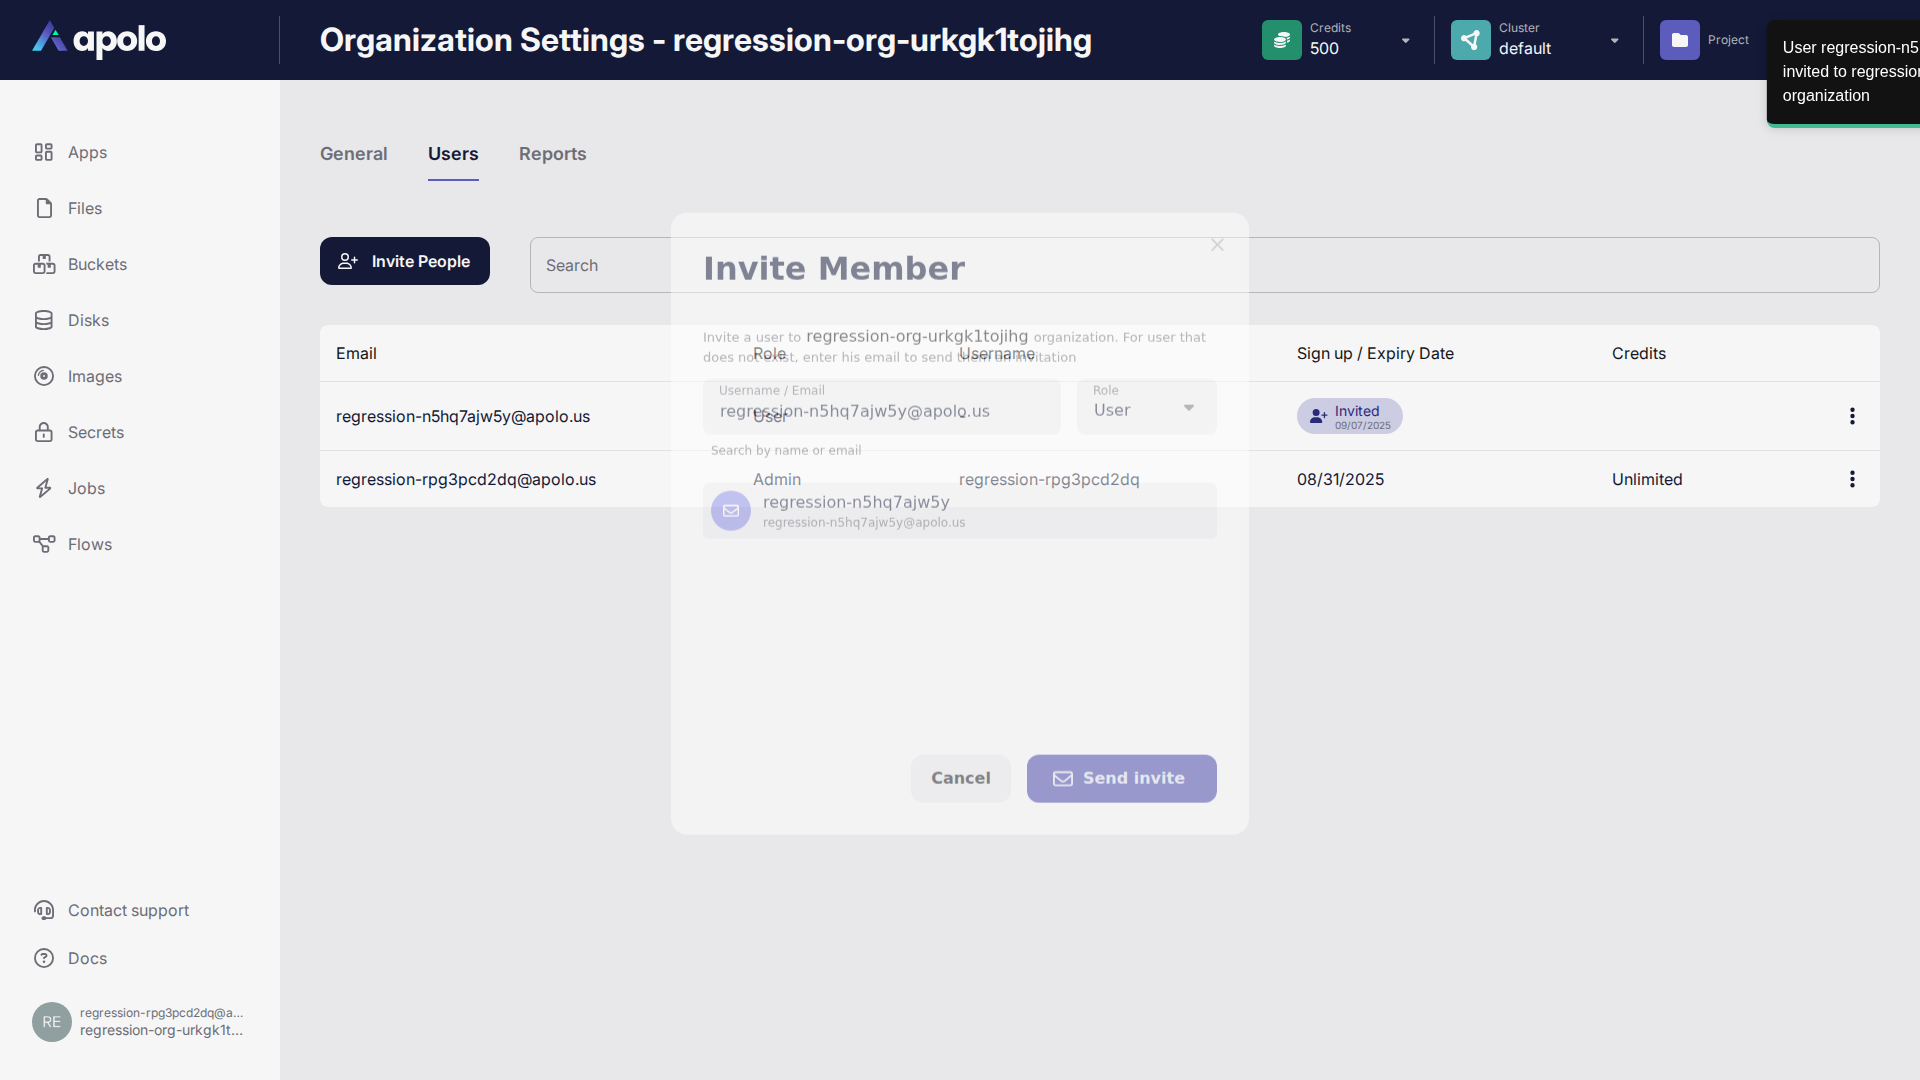 apolo
Organization Settings - regression-org-urkgk1tojihg
Credits
500
Cluster
default
Project
User regression-n5
invited to regression
organization
Apps
Files
Buckets
Disks
Images
Secrets
Jobs
Flows
Contact support
Docs
RE
regression-rpg3pcd2dq@a...
regression-org-urkgk1t...
General
Users
Reports
Invite People
Search
Email
Role
Username
Sign up / Expiry Date
Credits
regression-n5hq7ajw5y@apolo.us
User
-
Invited
09/07/2025
regression-rpg3pcd2dq@apolo.us
Admin
regression-rpg3pcd2dq
08/31/2025
Unlimited
Invite Member
Invite a user to regression-org-urkgk1tojihg organization. For user that
does not exist, enter his email to send them an invitation
Username / Email
regression-n5hq7ajw5y@apolo.us
Role
User
Search by name or email
regression-n5hq7ajw5y
regression-n5hq7ajw5y@apolo.us
Cancel
Send invite